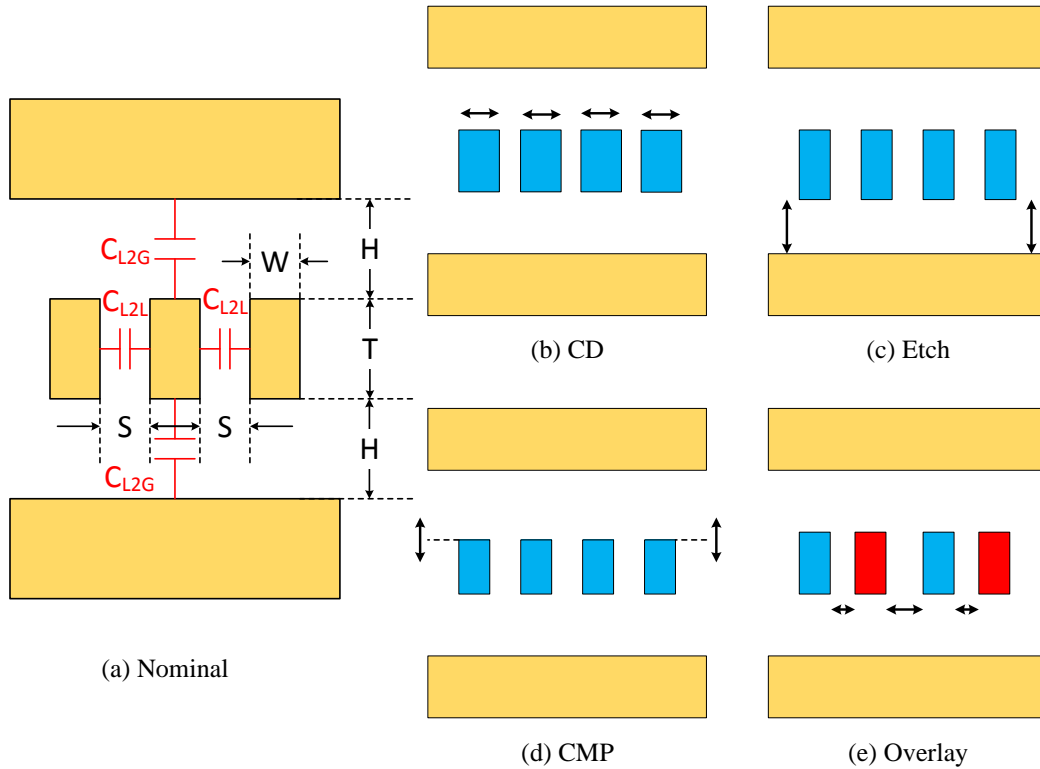 C_L2G
H
W
C_L2L
C_L2L
T
S
S
H
C_L2G
(a) Nominal
(b) CD
(c) Etch
(d) CMP
(e) Overlay